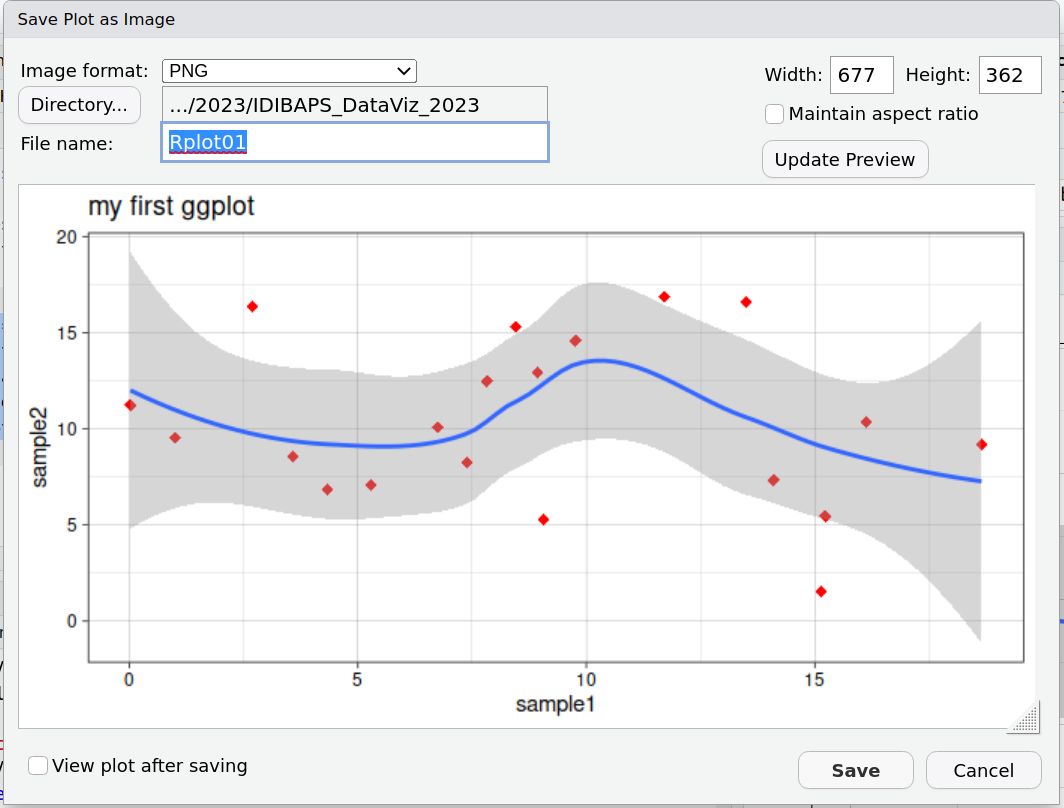 Save Plot as Image
Image format: PNG
Width: 677 Height: 362
Directory... .../2023/IDIBAPS_DataViz_2023
Maintain aspect ratio
File name: Rplot01
Update Preview
my first ggplot
20
15
10
5
0
sample2
0 5 10 15
sample1
View plot after saving
Save Cancel